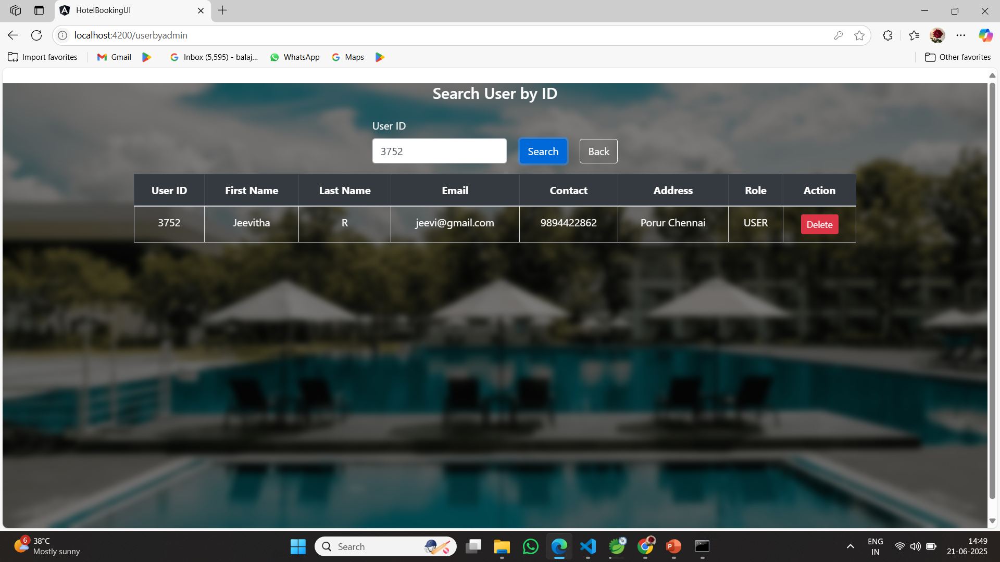 HotelBookingUI
localhost:4200/userbyadmin
Import favorites
Gmail
Inbox (5,595) - balaj...
WhatsApp
Maps
Other favorites
Search User by ID
User ID
3752
Search
Back
User ID First Name Last Name Email Contact Address Role Action
3752 Jeevitha R jeevi@gmail.com 9894422862 Porur Chennai USER Delete
6
38°C
Mostly sunny
Search
P
ENG
IN
14:49
21-06-2025